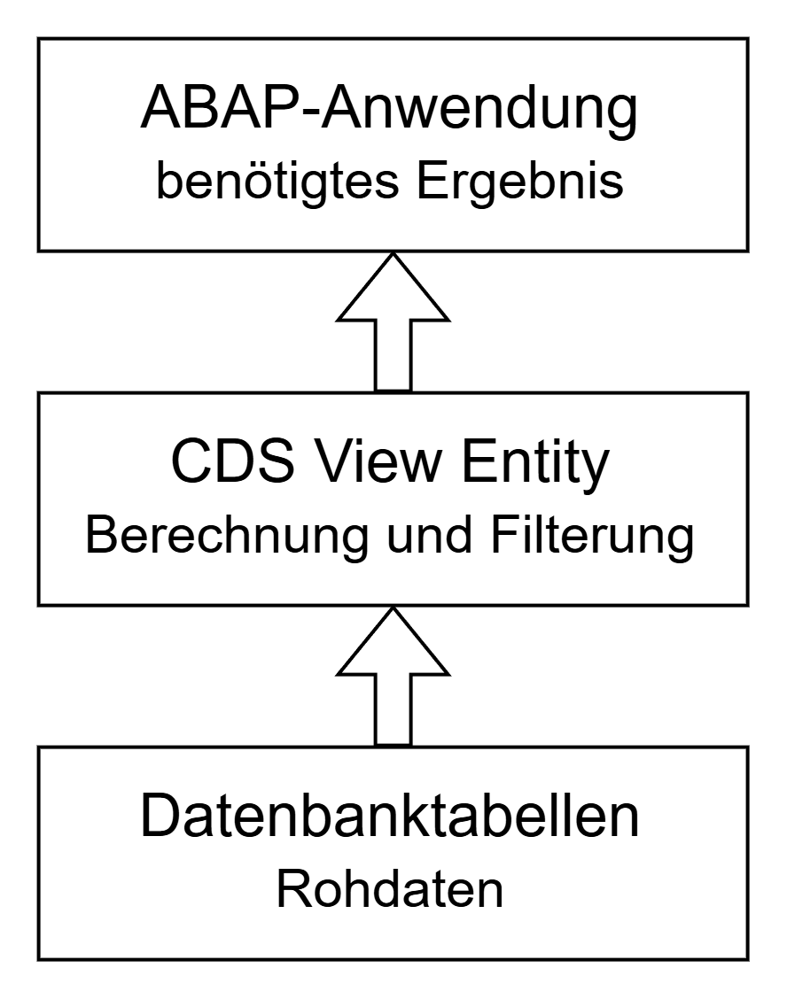 ABAP-Anwendung
benötigtes Ergebnis
CDS View Entity
Berechnung und Filterung
Datenbanktabellen
Rohdaten